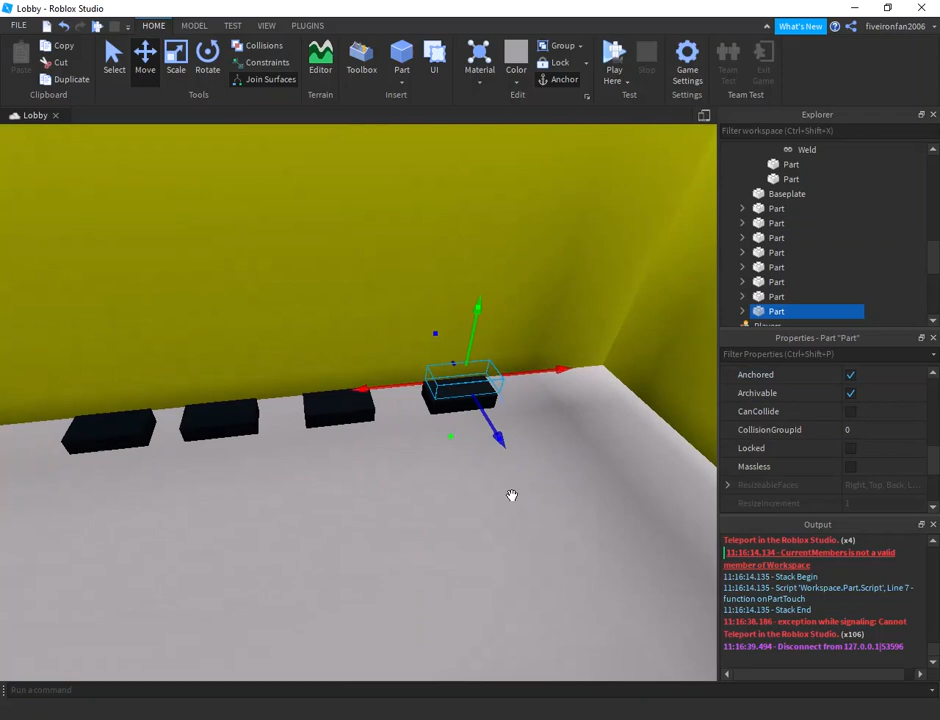 Lobby - Roblox Studio
FILE HOME MODEL TEST VIEW PLUGINS What's New fiveironfan2006
Paste Copy Cut Duplicate Select Move Scale Rotate Collisions Constraints Join Surfaces Editor Toolbox Part UI Material Color Group Lock Anchor Play Here Stop Game Settings Team Test Exit Game
Clipboard Tools Terrain Insert Edit Test Settings Team Test
Lobby
Explorer
Filter workspace (Ctrl+Shift+X)
Weld
Part
Part
Baseplate
Part
Part
Part
Part
Part
Part
Part
Part
Players
Properties - Part "Part"
Filter Properties (Ctrl+Shift+P)
Anchored
Archivable
CanCollide
CollisionGroupId 0
Locked
Massless
ResizeableFaces Right, Top, Back, L...
ResizeIncrement 1
Output
Teleport in the Roblox Studio. (x4)
11:16:14.134 - CurrentMembers is not a valid
member of Workspace
11:16:14.135 - Stack Begin
11:16:14.135 - Script 'Workspace.Part.Script', Line 7 -
function onPartTouch
11:16:14.135 - Stack End
11:16:38.186 - exception while signaling: Cannot
Teleport in the Roblox Studio. (x106)
11:16:39.494 - Disconnect from 127.0.0.1|53596
Run a command